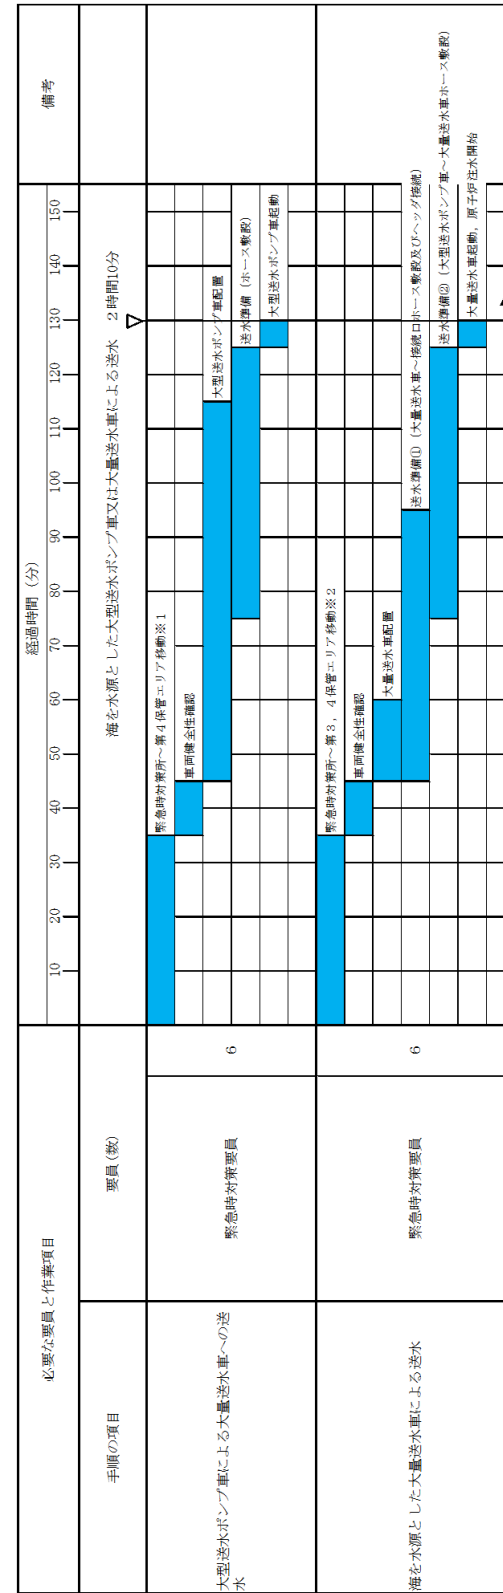 必要な要員と作業項目
経過時間（分）
備考
10 20 30 40 50 60 70 80 90 100 110 120 130 140 150
手順の項目
要員（数）
海を水源とした大型送水ポンプ車又は大量送水車による送水　2時間10分
▽
大型送水ポンプ車による大量送水車への送
水
緊急時対策要員
6
緊急時対策所～第４保管エリア移動※１
車両健全性確認
大型送水ポンプ車配置
送水準備（ホース敷設）
大型送水ポンプ車起動
海を水源とした大量送水車による送水
緊急時対策要員
6
緊急時対策所～第３，４保管エリア移動※２
車両健全性確認
大量送水車配置
送水準備①（大量送水車～接続口ホース敷設及びヘッダ接続）
送水準備②（大型送水ポンプ車～大量送水車ホース敷設）
大量送水車起動，原子炉注水開始